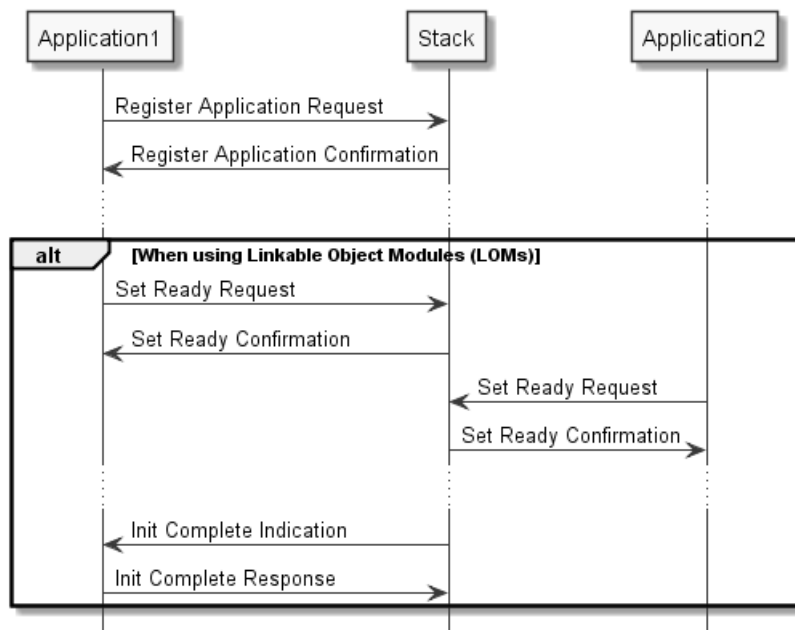 Application1
Stack
Application2
Register Application Request
Register Application Confirmation
alt
[When using Linkable Object Modules (LOMs)]
Set Ready Request
Set Ready Confirmation
Set Ready Request
Set Ready Confirmation
Init Complete Indication
Init Complete Response